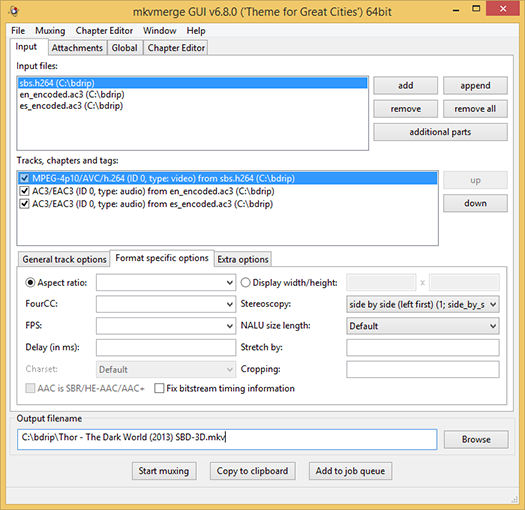 mkvmerge GUI v6.8.0 ('Theme for Great Cities') 64bit
File Muxing Chapter Editor Window Help
Input Attachments Global Chapter Editor
Input files:
sbs.h264 (C:\bdrip)
en_encoded.ac3 (C:\bdrip)
es_encoded.ac3 (C:\bdrip)
add append
remove remove all
additional parts
Tracks, chapters and tags:
MPEG-4p10/AVC/h.264 (ID 0, type: video) from sbs.h264 (C:\bdrip)
AC3/EAC3 (ID 0, type: audio) from en_encoded.ac3 (C:\bdrip)
AC3/EAC3 (ID 0, type: audio) from es_encoded.ac3 (C:\bdrip)
up
down
General track options Format specific options Extra options
Aspect ratio: Display width/height: x
FourCC: Stereoscopy: side by side (left first) (1; side_by_s
FPS: NALU size length: Default
Delay (in ms): Stretch by:
Charset: Default Cropping:
AAC is SBR/HE-AAC/AAC+ Fix bitstream timing information
Output filename
C:\bdrip\Thor - The Dark World (2013) SBD-3D.mkv
Browse
Start muxing Copy to clipboard Add to job queue